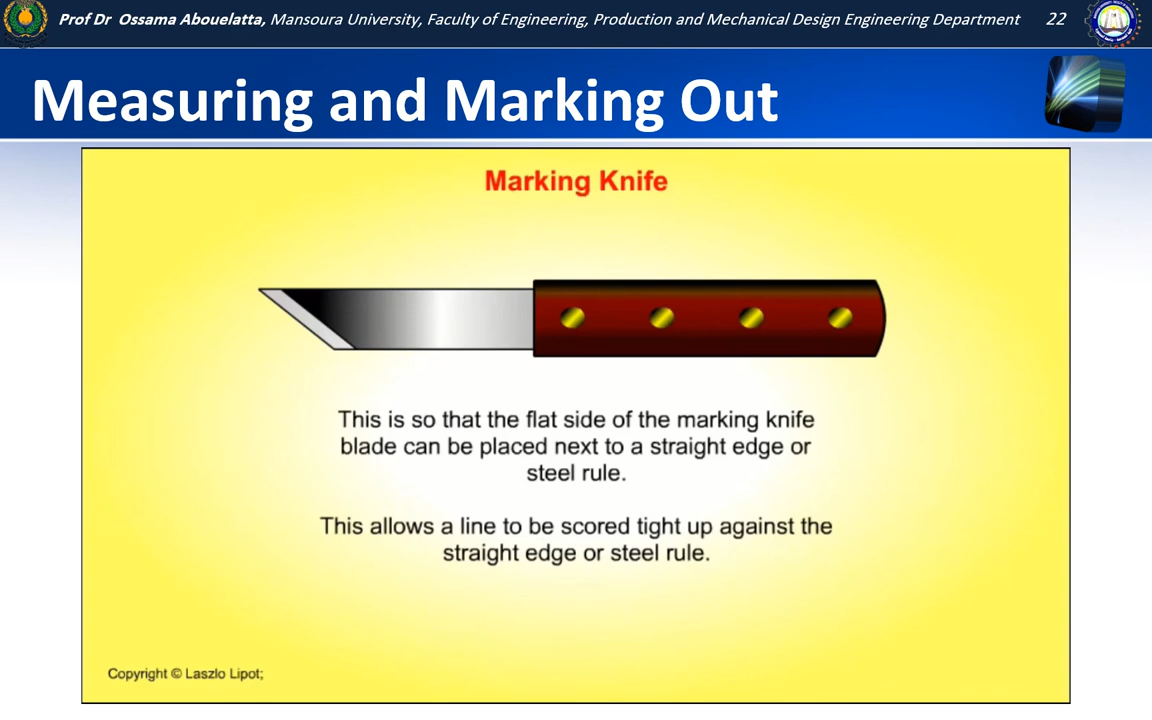 Prof Dr Ossama Abouelatta, Mansoura University, Faculty of Engineering, Production and Mechanical Design Engineering Department 22
Measuring and Marking Out
Marking Knife
This is so that the flat side of the marking knife
blade can be placed next to a straight edge or
steel rule.
This allows a line to be scored tight up against the
straight edge or steel rule.
Copyright © Laszlo Lipot;